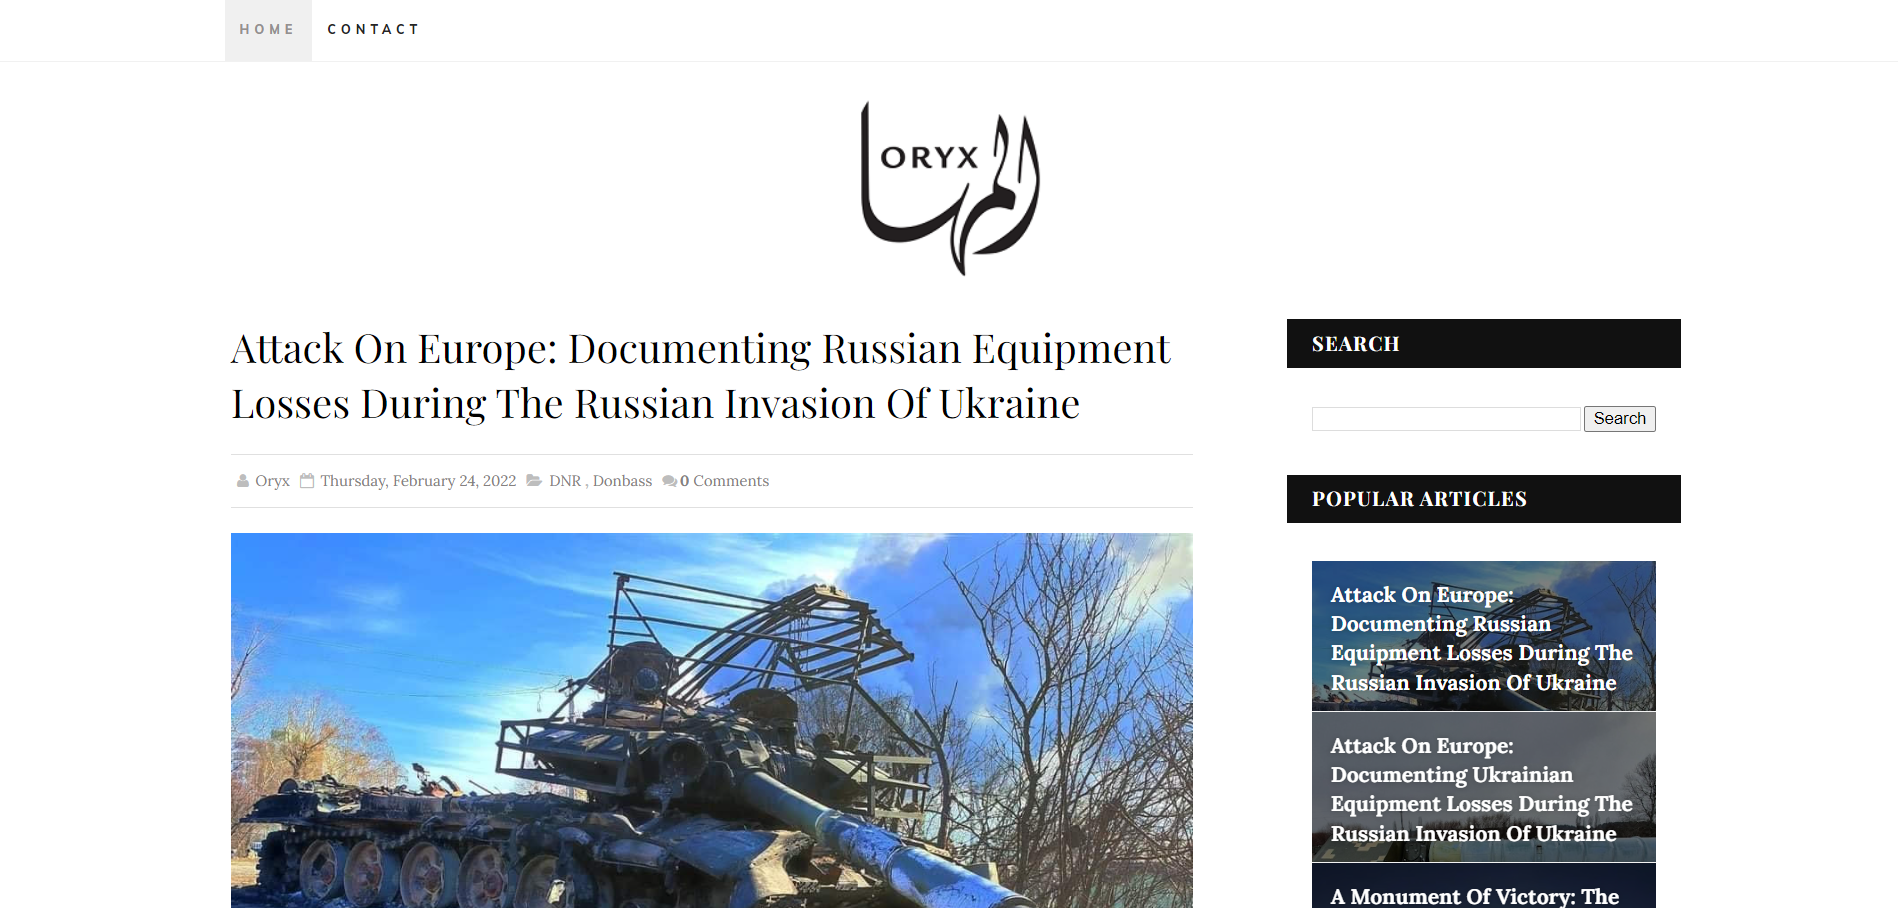 HOME CONTACT
ORYX
المها
Attack On Europe: Documenting Russian Equipment
Losses During The Russian Invasion Of Ukraine
Oryx Thursday, February 24, 2022 DNR , Donbass 0 Comments
SEARCH
Search
POPULAR ARTICLES
Attack On Europe:
Documenting Russian
Equipment Losses During The
Russian Invasion Of Ukraine
Attack On Europe:
Documenting Ukrainian
Equipment Losses During The
Russian Invasion Of Ukraine
A Monument Of Victory: The